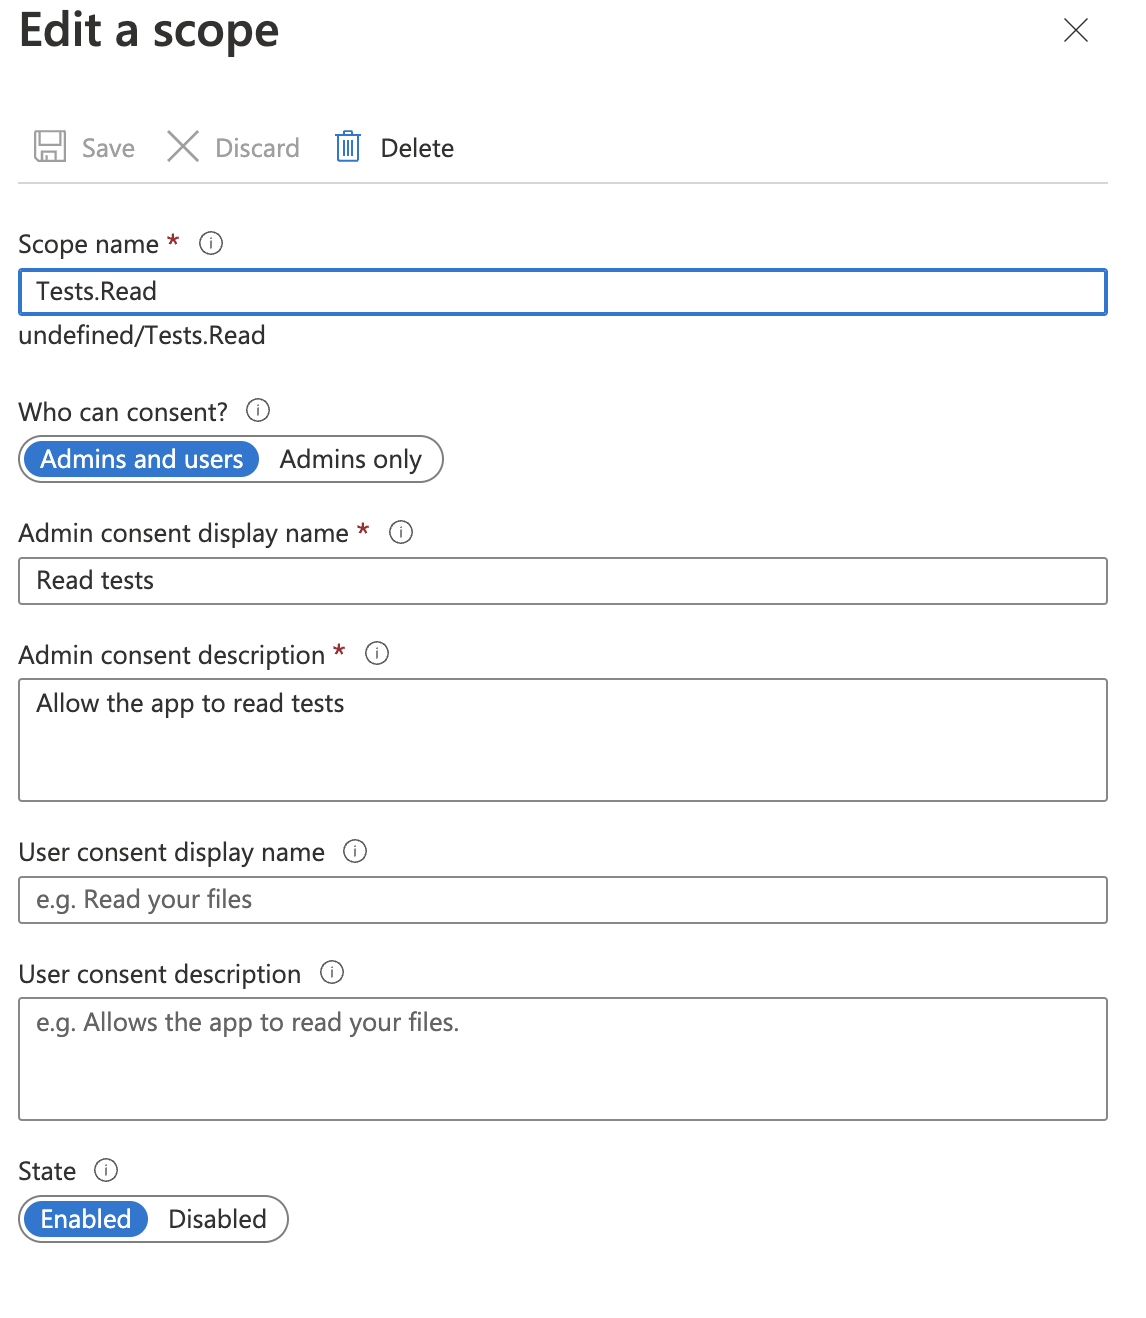 Edit a scope
Save Discard Delete
Scope name *
Tests.Read
undefined/Tests.Read
Who can consent?
Admins and users Admins only
Admin consent display name *
Read tests
Admin consent description *
Allow the app to read tests
User consent display name
e.g. Read your files
User consent description
e.g. Allows the app to read your files.
State
Enabled Disabled